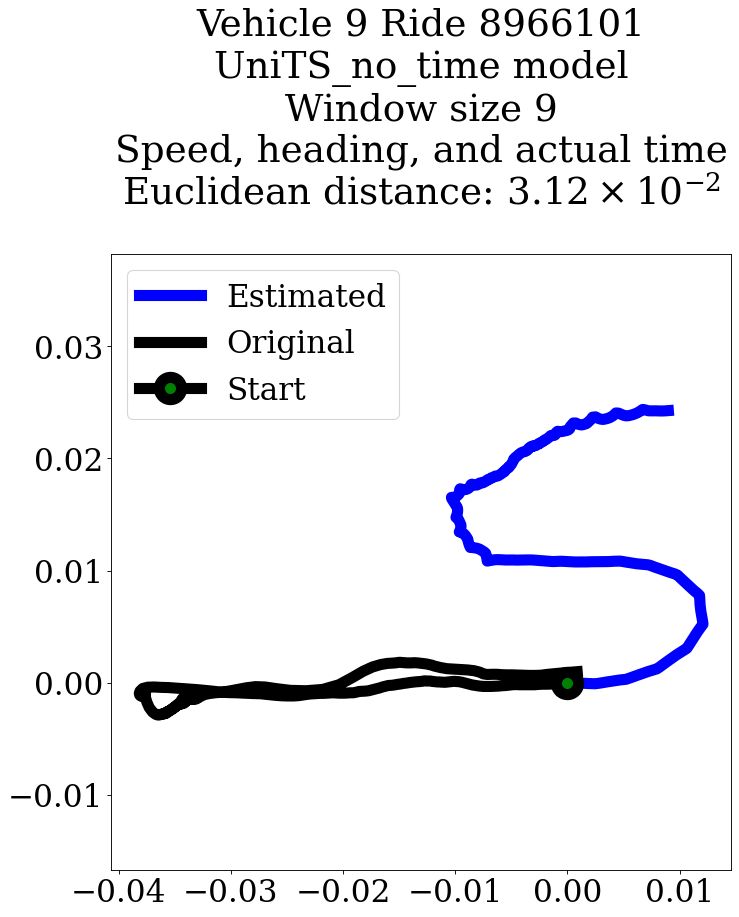 Vehicle 9 Ride 8966101
UniTS_no_time model
Window size 9
Speed, heading, and actual time
Euclidean distance: 3.12 × 10⁻²
Estimated
Original
Start
0.03
0.02
0.01
0.00
−0.01
−0.04 −0.03 −0.02 −0.01 0.00 0.01